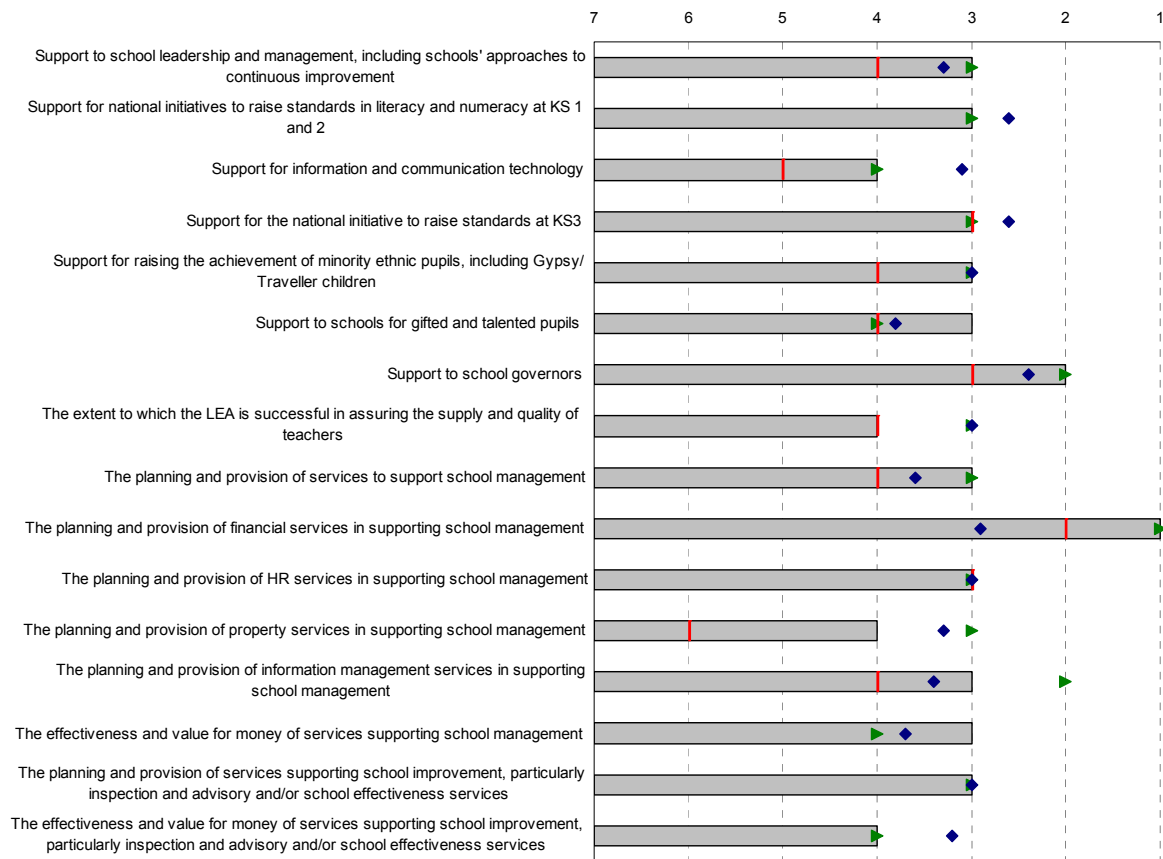 7 6 5 4 3 2 1
Support to school leadership and management, including schools' approaches to
continuous improvement
Support for national initiatives to raise standards in literacy and numeracy at KS 1
and 2
Support for information and communication technology
Support for the national initiative to raise standards at KS3
Support for raising the achievement of minority ethnic pupils, including Gypsy/
Traveller children
Support to schools for gifted and talented pupils
Support to school governors
The extent to which the LEA is successful in assuring the supply and quality of
teachers
The planning and provision of services to support school management
The planning and provision of financial services in supporting school management
The planning and provision of HR services in supporting school management
The planning and provision of property services in supporting school management
The planning and provision of information management services in supporting
school management
The effectiveness and value for money of services supporting school management
The planning and provision of services supporting school improvement, particularly
inspection and advisory and/or school effectiveness services
The effectiveness and value for money of services supporting school improvement,
particularly inspection and advisory and/or school effectiveness services